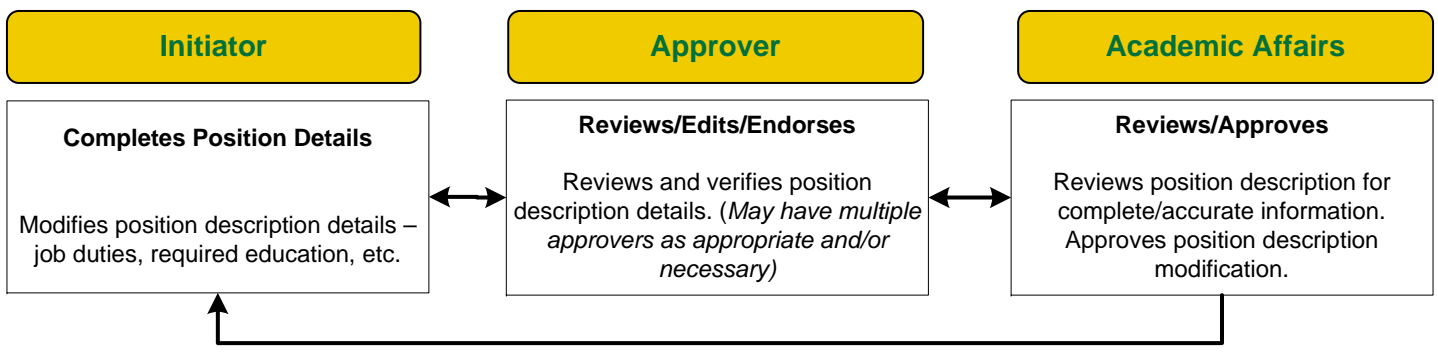 Initiator
Completes Position Details
Modifies position description details –
job duties, required education, etc.
Approver
Reviews/Edits/Endorses
Reviews and verifies position
description details. (May have multiple
approvers as appropriate and/or
necessary)
Academic Affairs
Reviews/Approves
Reviews position description for
complete/accurate information.
Approves position description
modification.